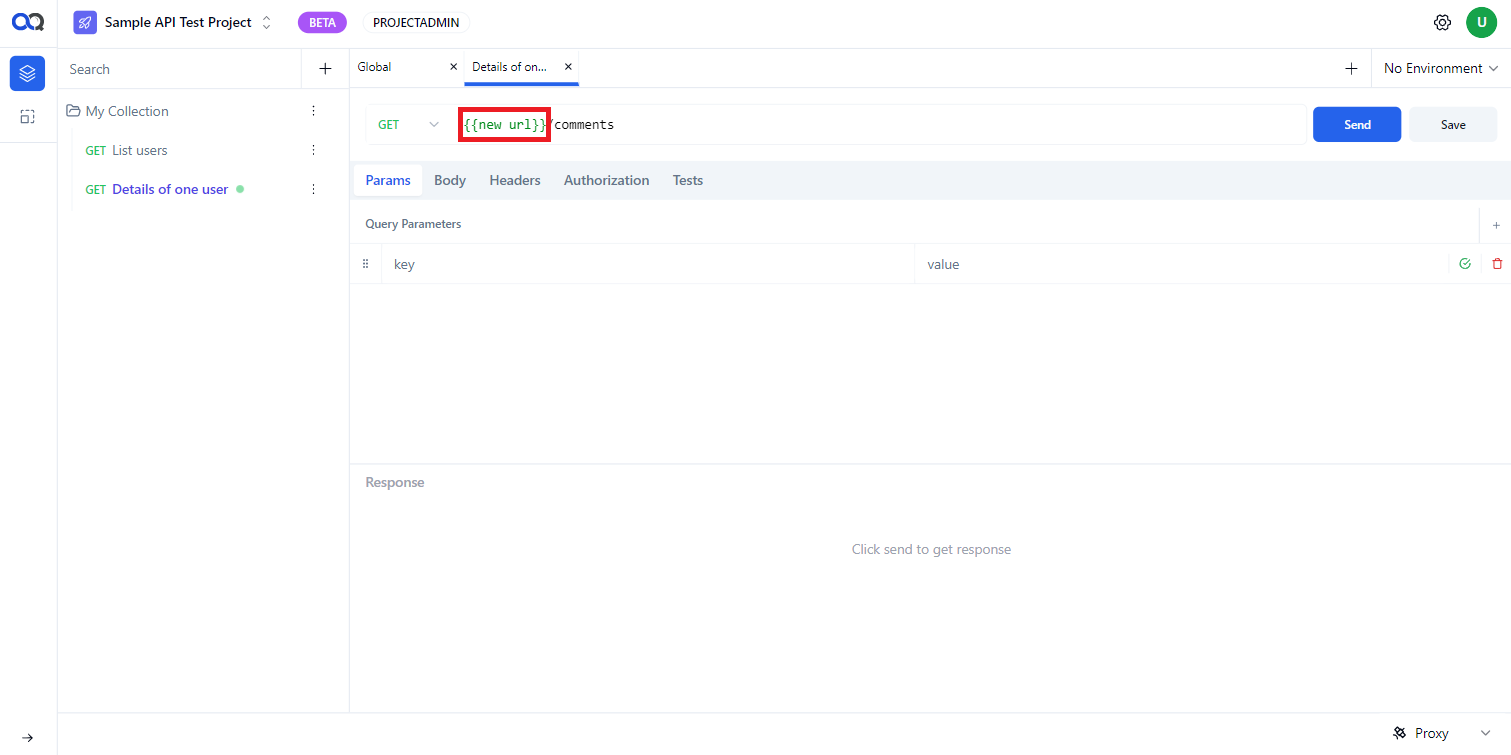 Sample API Test Project BETA PROJECTADMIN U
Search
Global Details of on... No Environment
My Collection
GET {{new url}}/comments Send Save
GET List users
Params Body Headers Authorization Tests
GET Details of one user
Query Parameters
key value
Response
Click send to get response
Proxy